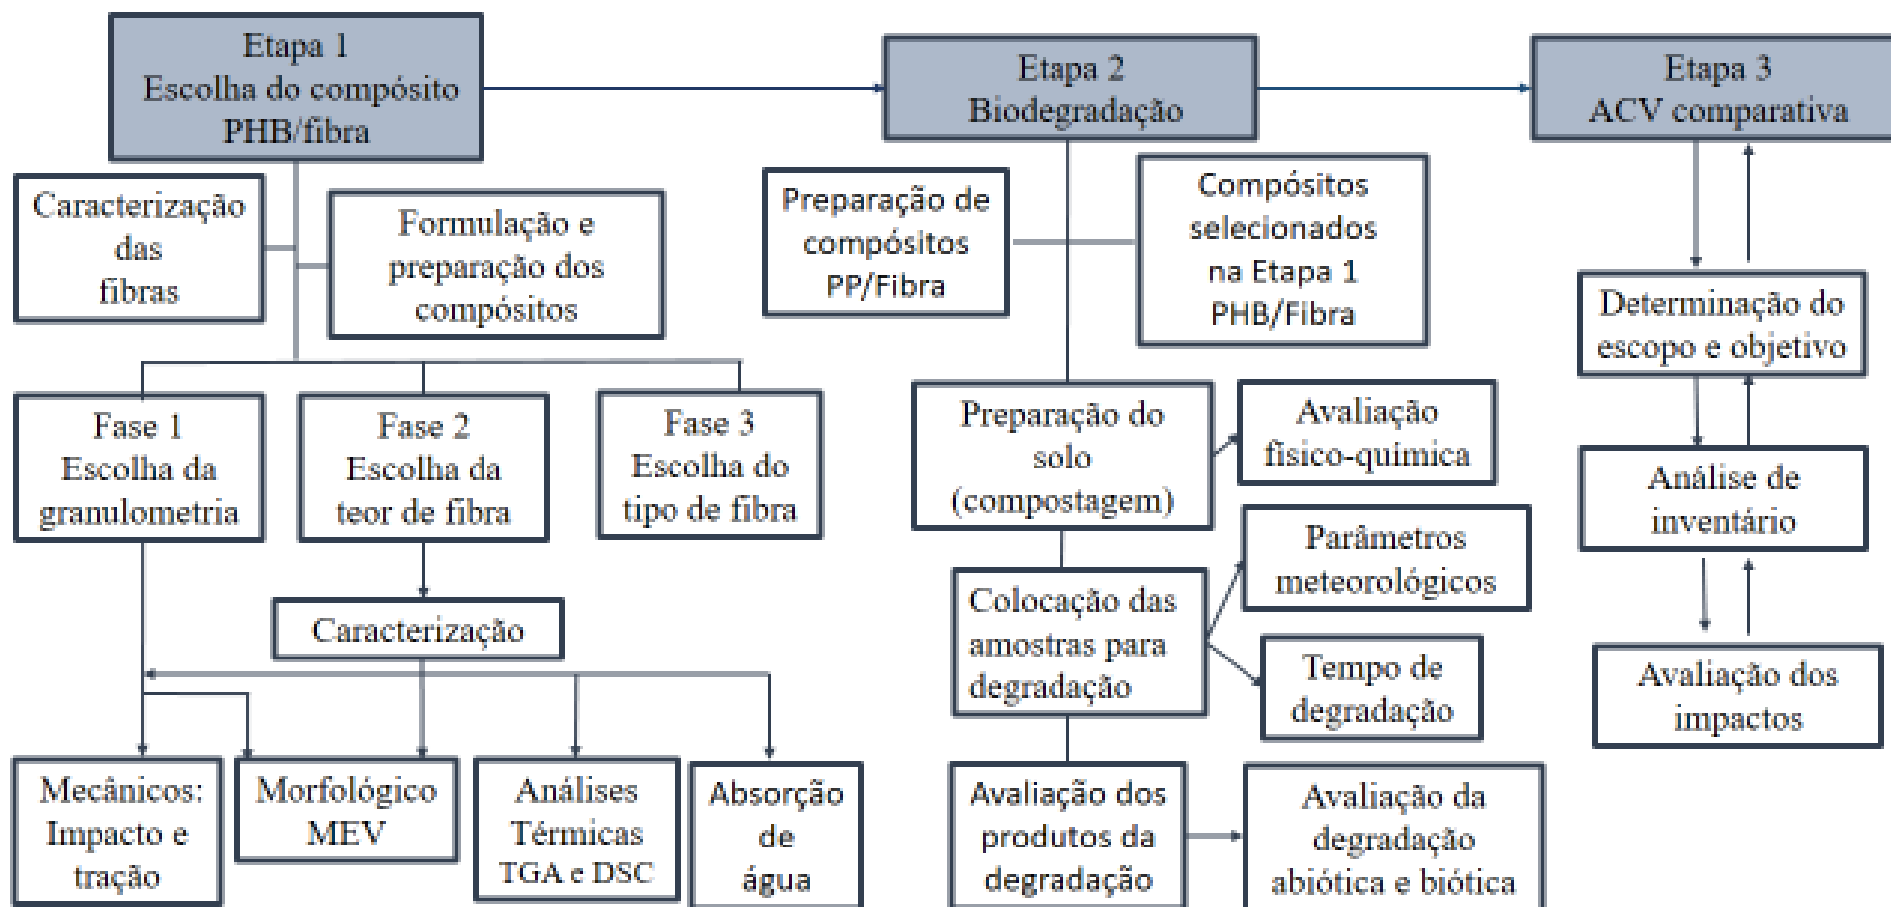 Etapa 1
Escolha do compósito
PHB/fibra
Etapa 2
Biodegradação
Etapa 3
ACV comparativa
Caracterização
das
fibras
Formulação e
preparação dos
compósitos
Preparação de
compósitos
PP/Fibra
Compósitos
selecionados
na Etapa 1
PHB/Fibra
Determinação do
escopo e objetivo
Fase 1
Escolha da
granulometria
Fase 2
Escolha da
teor de fibra
Fase 3
Escolha do
tipo de fibra
Preparação do
solo
(compostagem)
Avaliação
físico-química
Análise de
inventário
Parâmetros
meteorológicos
Caracterização
Colocação das
amostras para
degradação
Tempo de
degradação
Avaliação dos
impactos
Mecânicos:
Impacto e
tração
Morfológico
MEV
Análises
Térmicas
TGA e DSC
Absorção
de
água
Avaliação dos
produtos da
degradação
Avaliação da
degradação
abiótica e biótica